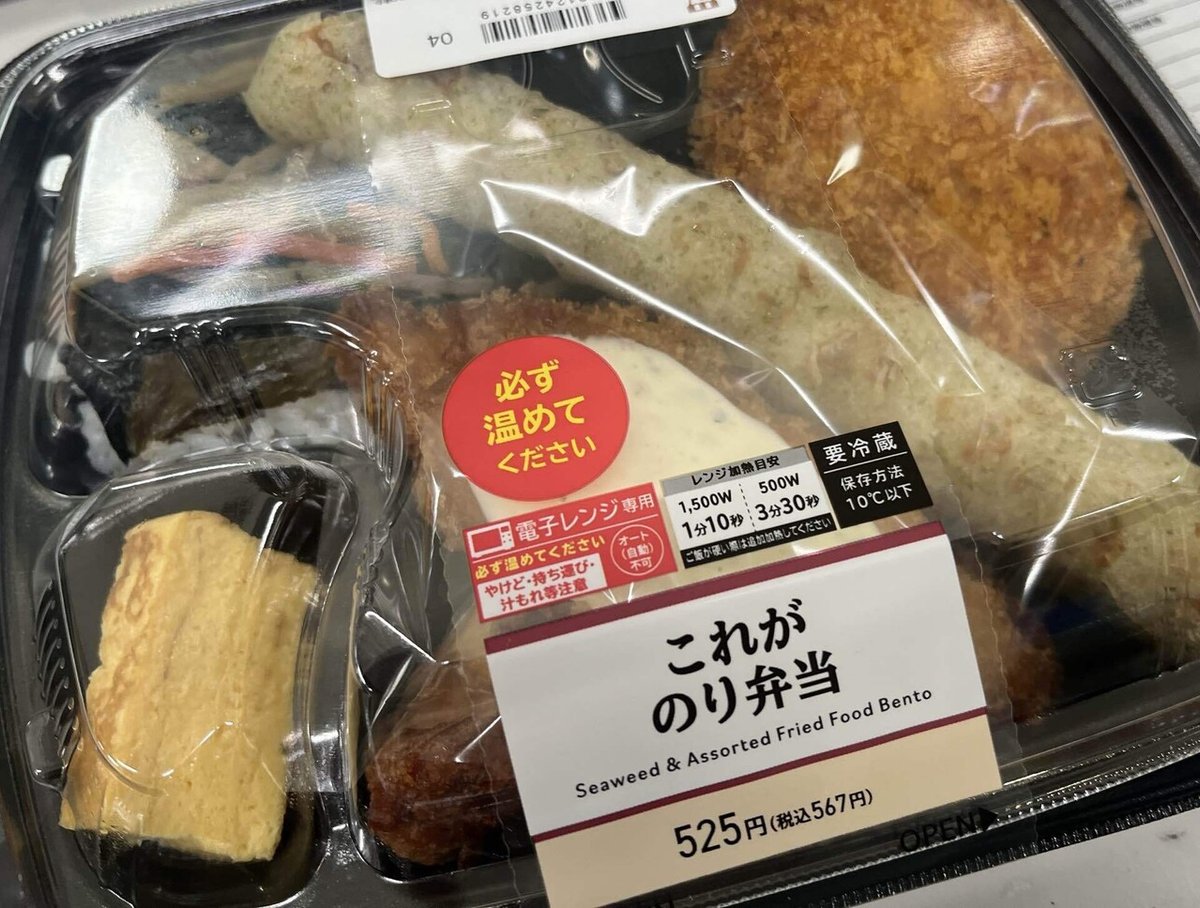 0124258219
04
必ず
温めて
ください
電子レンジ専用
必ず温めてください
オート
(自動)
不可
やけど・持ち運び・
汁もれ等注意
レンジ加熱目安
1,500W 500W
1分10秒 3分30秒
ご飯が硬い際は追加加熱してください
要冷蔵
保存方法
10℃以下
これが
のり弁当
Seaweed & Assorted Fried Food Bento
525円(税込567円)
OPEN▶